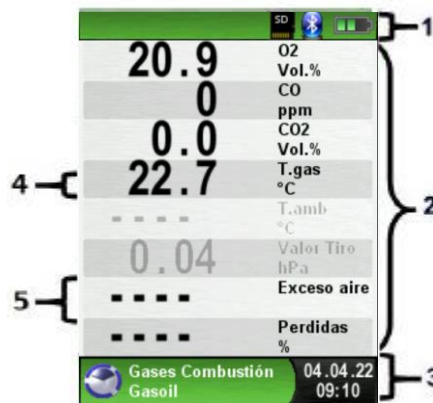 SD
1
20.9 O2
Vol.%
0 CO
ppm
0.0 CO2
Vol.%
4 22.7 T.gas
°C
---- T.amb
°C
2
0.04 Valor Tiro
hPa
5 ---- Exceso aire
---- Perdidas
%
Gases Combustión 04.04.22
Gasoil 09:10
3